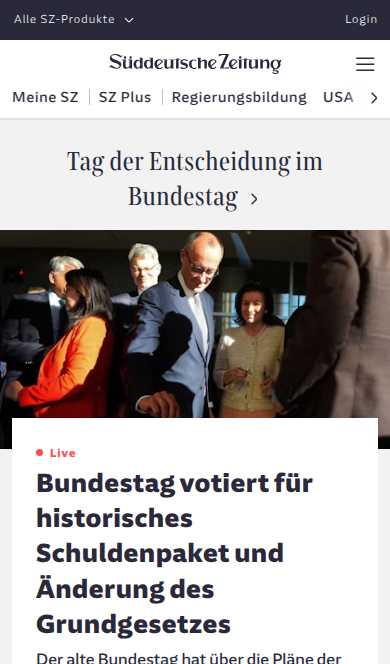 Alle SZ-Produkte
Login
Süddeutsche Zeitung
Meine SZ
SZ Plus
Regierungsbildung
USA
Tag der Entscheidung im
Bundestag
Live
Bundestag votiert für
historisches
Schuldenpaket und
Änderung des
Grundgesetzes
Der alte Bundestag hat über die Pläne der